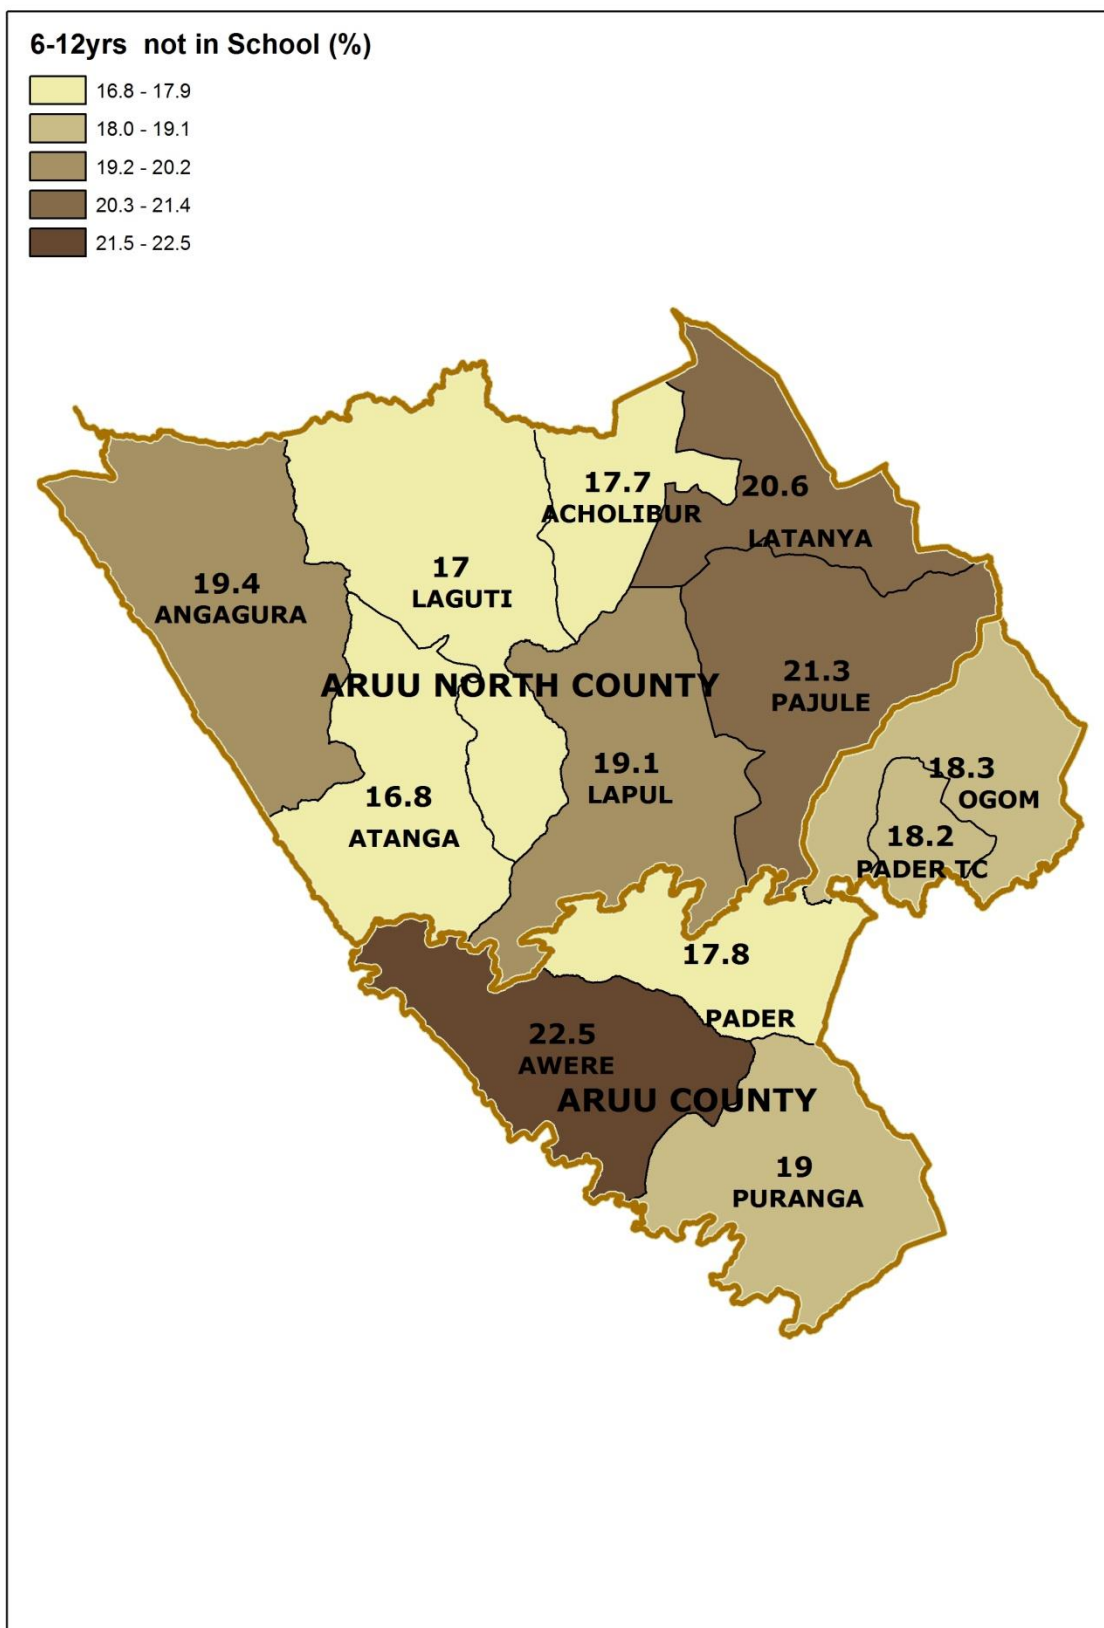 6-12yrs  not in School (%)
16.8 - 17.9
18.0 - 19.1
19.2 - 20.2
20.3 - 21.4
21.5 - 22.5
17.7
ACHOLIBUR
20.6
LATANYA
17
LAGUTI
19.4
ANGAGURA
ARUU NORTH COUNTY
21.3
PAJULE
19.1
LAPUL
16.8
ATANGA
18.3
OGOM
18.2
PADER TC
17.8
PADER
22.5
AWERE
ARUU COUNTY
19
PURANGA